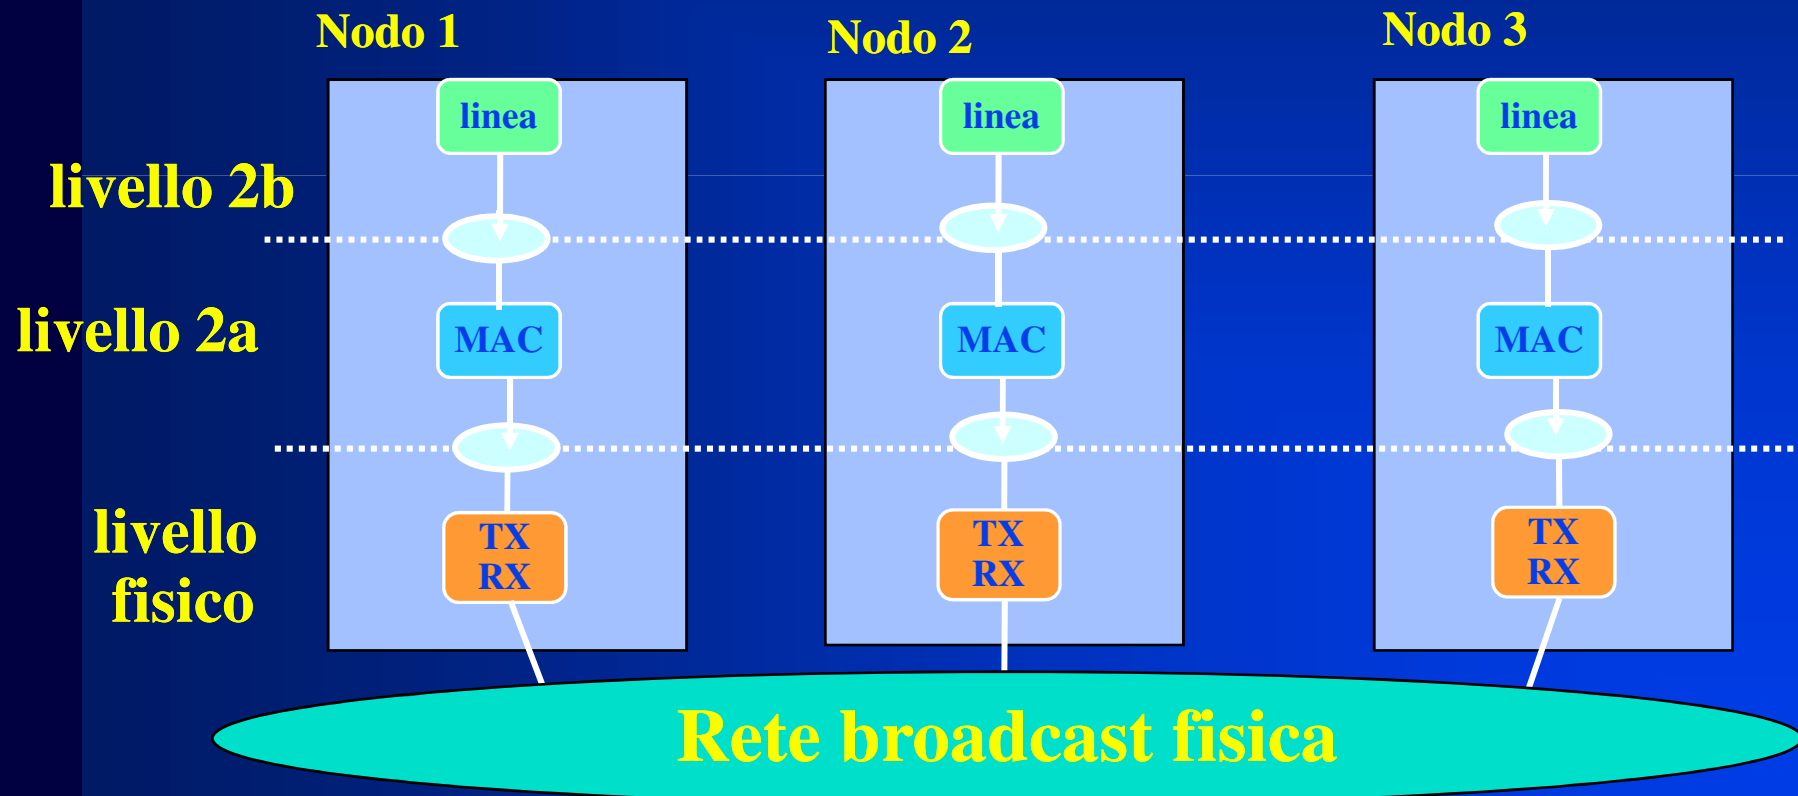 Nodo 1
Nodo 2
Nodo 3
linea
linea
linea
livello 2b
livello 2a
MAC
MAC
MAC
livello
fisico
TX
RX
TX
RX
TX
RX
Rete broadcast fisica